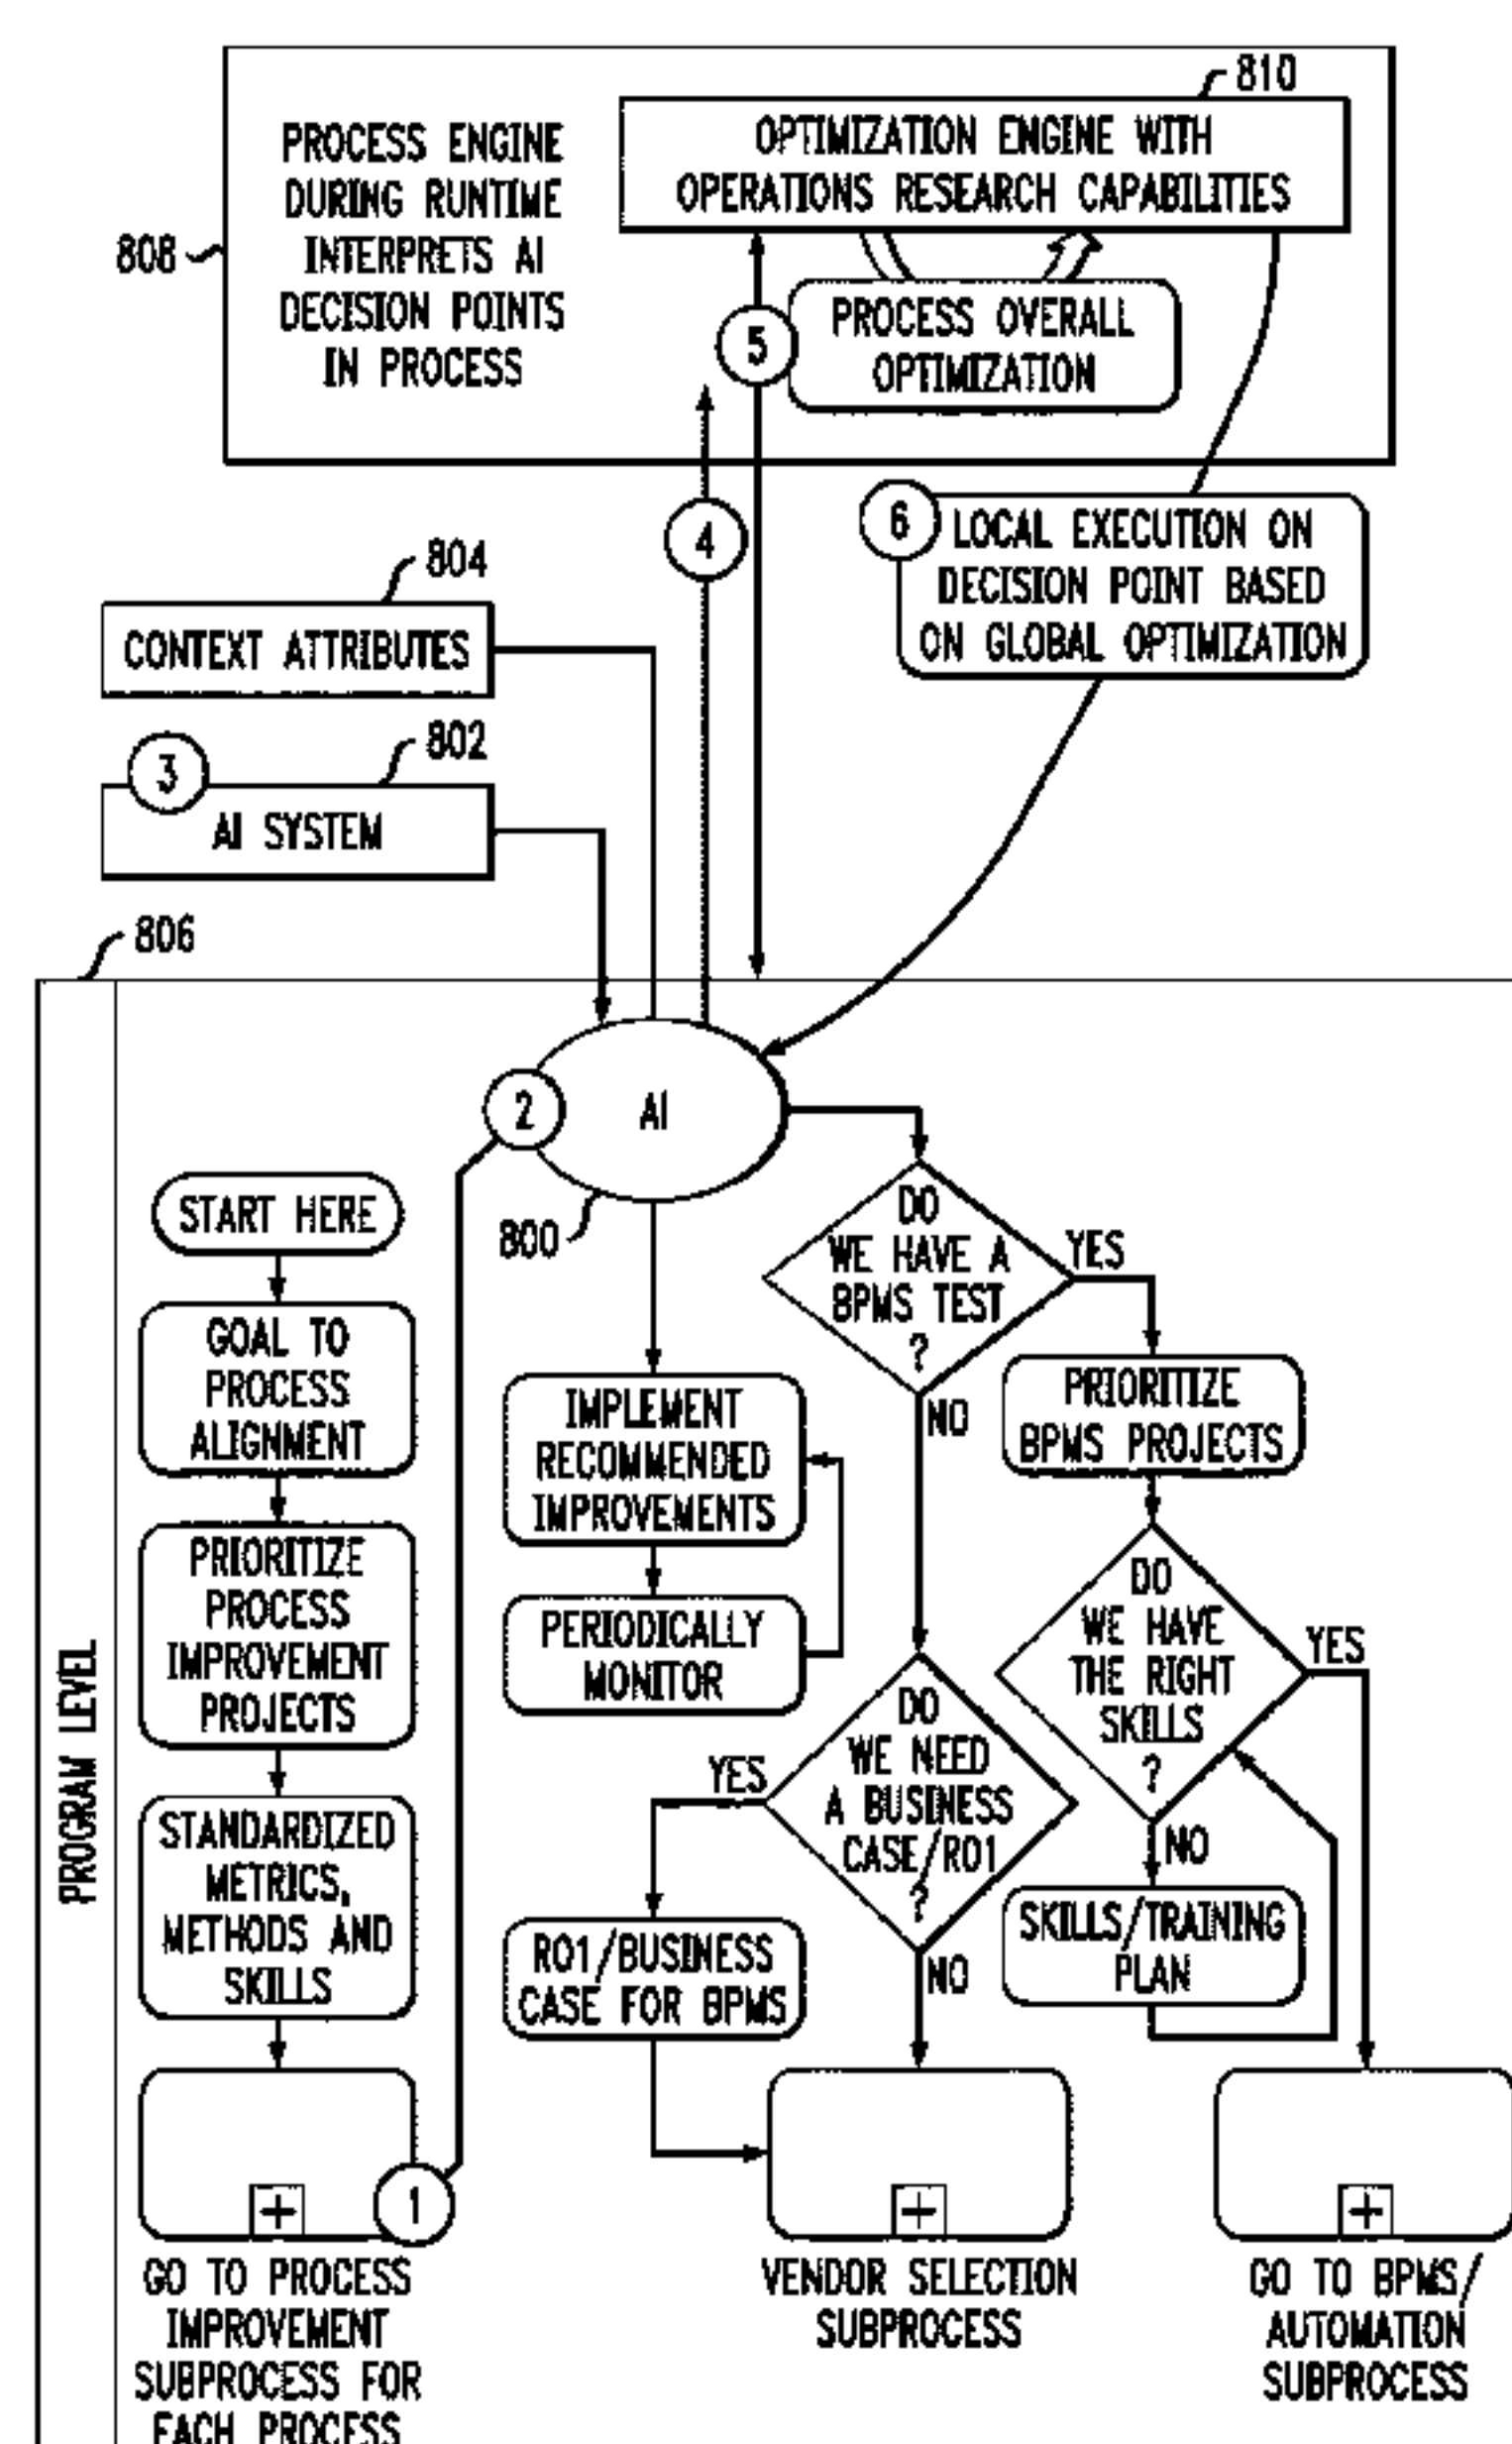 810
OPTIMIZATION ENGINE WITH
OPERATIONS RESEARCH CAPABILITIES
PROCESS ENGINE
DURING RUNTIME
INTERPRETS AI
DECISION POINTS
IN PROCESS
808
5
PROCESS OVERALL
OPTIMIZATION
4
6
LOCAL EXECUTION ON
DECISION POINT BASED
ON GLOBAL OPTIMIZATION
804
CONTEXT ATTRIBUTES
3
802
AI SYSTEM
806
PROGRAM LEVEL
2
AI
800
START HERE
GOAL TO
PROCESS
ALIGNMENT
PRIORITIZE
PROCESS
IMPROVEMENT
PROJECTS
STANDARDIZED
METRICS,
METHODS AND
SKILLS
+
1
GO TO PROCESS
IMPROVEMENT
SUBPROCESS FOR
EACH PROCESS
IMPLEMENT
RECOMMENDED
IMPROVEMENTS
PERIODICALLY
MONITOR
DO
WE HAVE A
BPMS TEST
?
YES
NO
PRIORITIZE
BPMS PROJECTS
DO
WE HAVE
THE RIGHT
SKILLS
?
YES
NO
SKILLS/TRAINING
PLAN
DO
WE NEED
A BUSINESS
CASE/RO1
?
YES
NO
RO1/BUSINESS
CASE FOR BPMS
+
VENDOR SELECTION
SUBPROCESS
+
GO TO BPMS/
AUTOMATION
SUBPROCESS